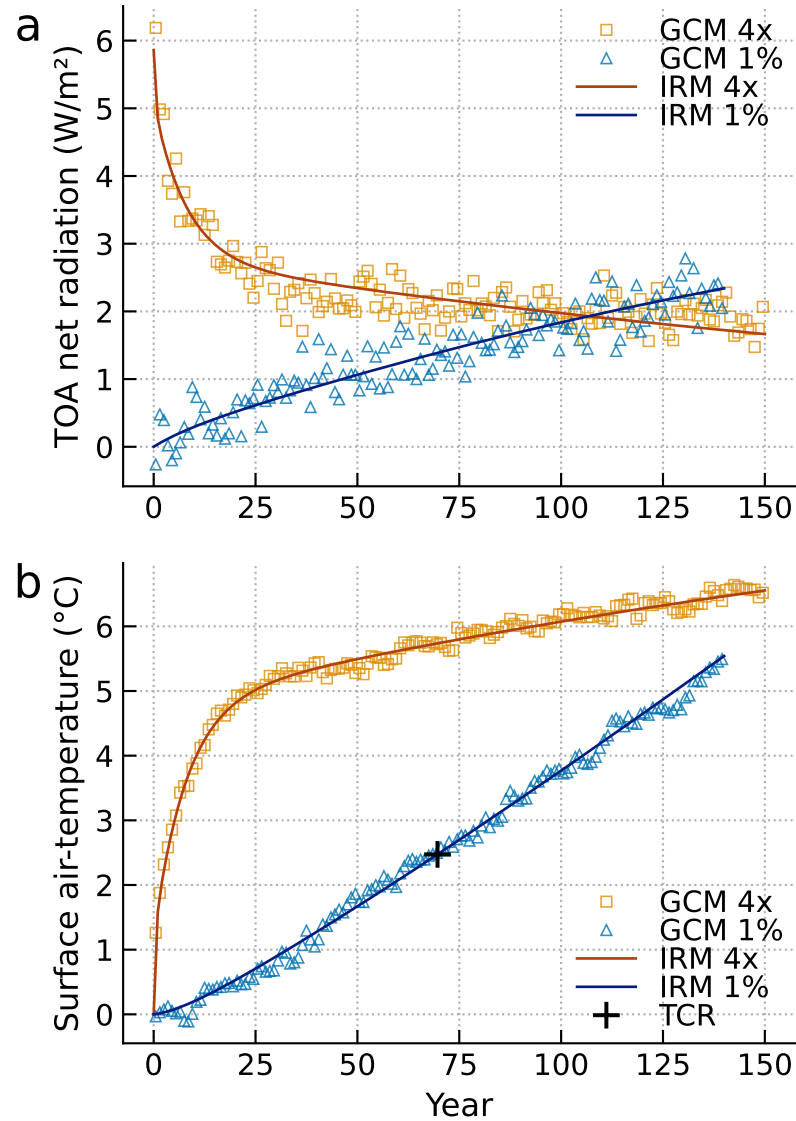 a
TOA net radiation (W/m²)
6
5
4
3
2
1
0
GCM 4x
GCM 1%
IRM 4x
IRM 1%
0 25 50 75 100 125 150
b
Surface air-temperature (°C)
6
5
4
3
2
1
0
GCM 4x
GCM 1%
IRM 4x
IRM 1%
TCR
0 25 50 75 100 125 150
Year